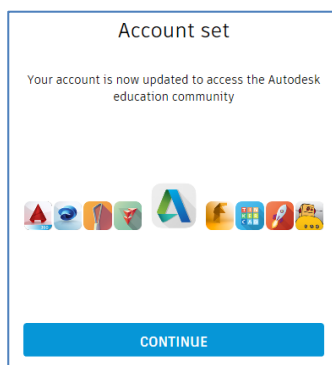 Account set
Your account is now updated to access the Autodesk
education community
CONTINUE